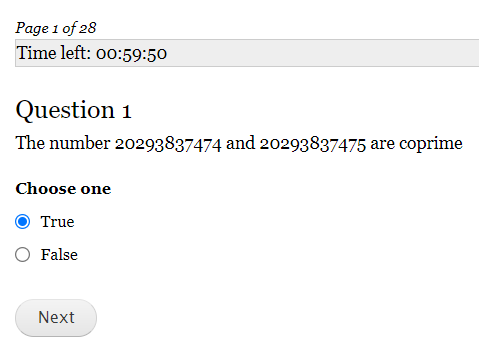 Page 1 of 28
Time left: 00:59:50
Question 1
The number 20293837474 and 20293837475 are coprime
Choose one
True
False
Next